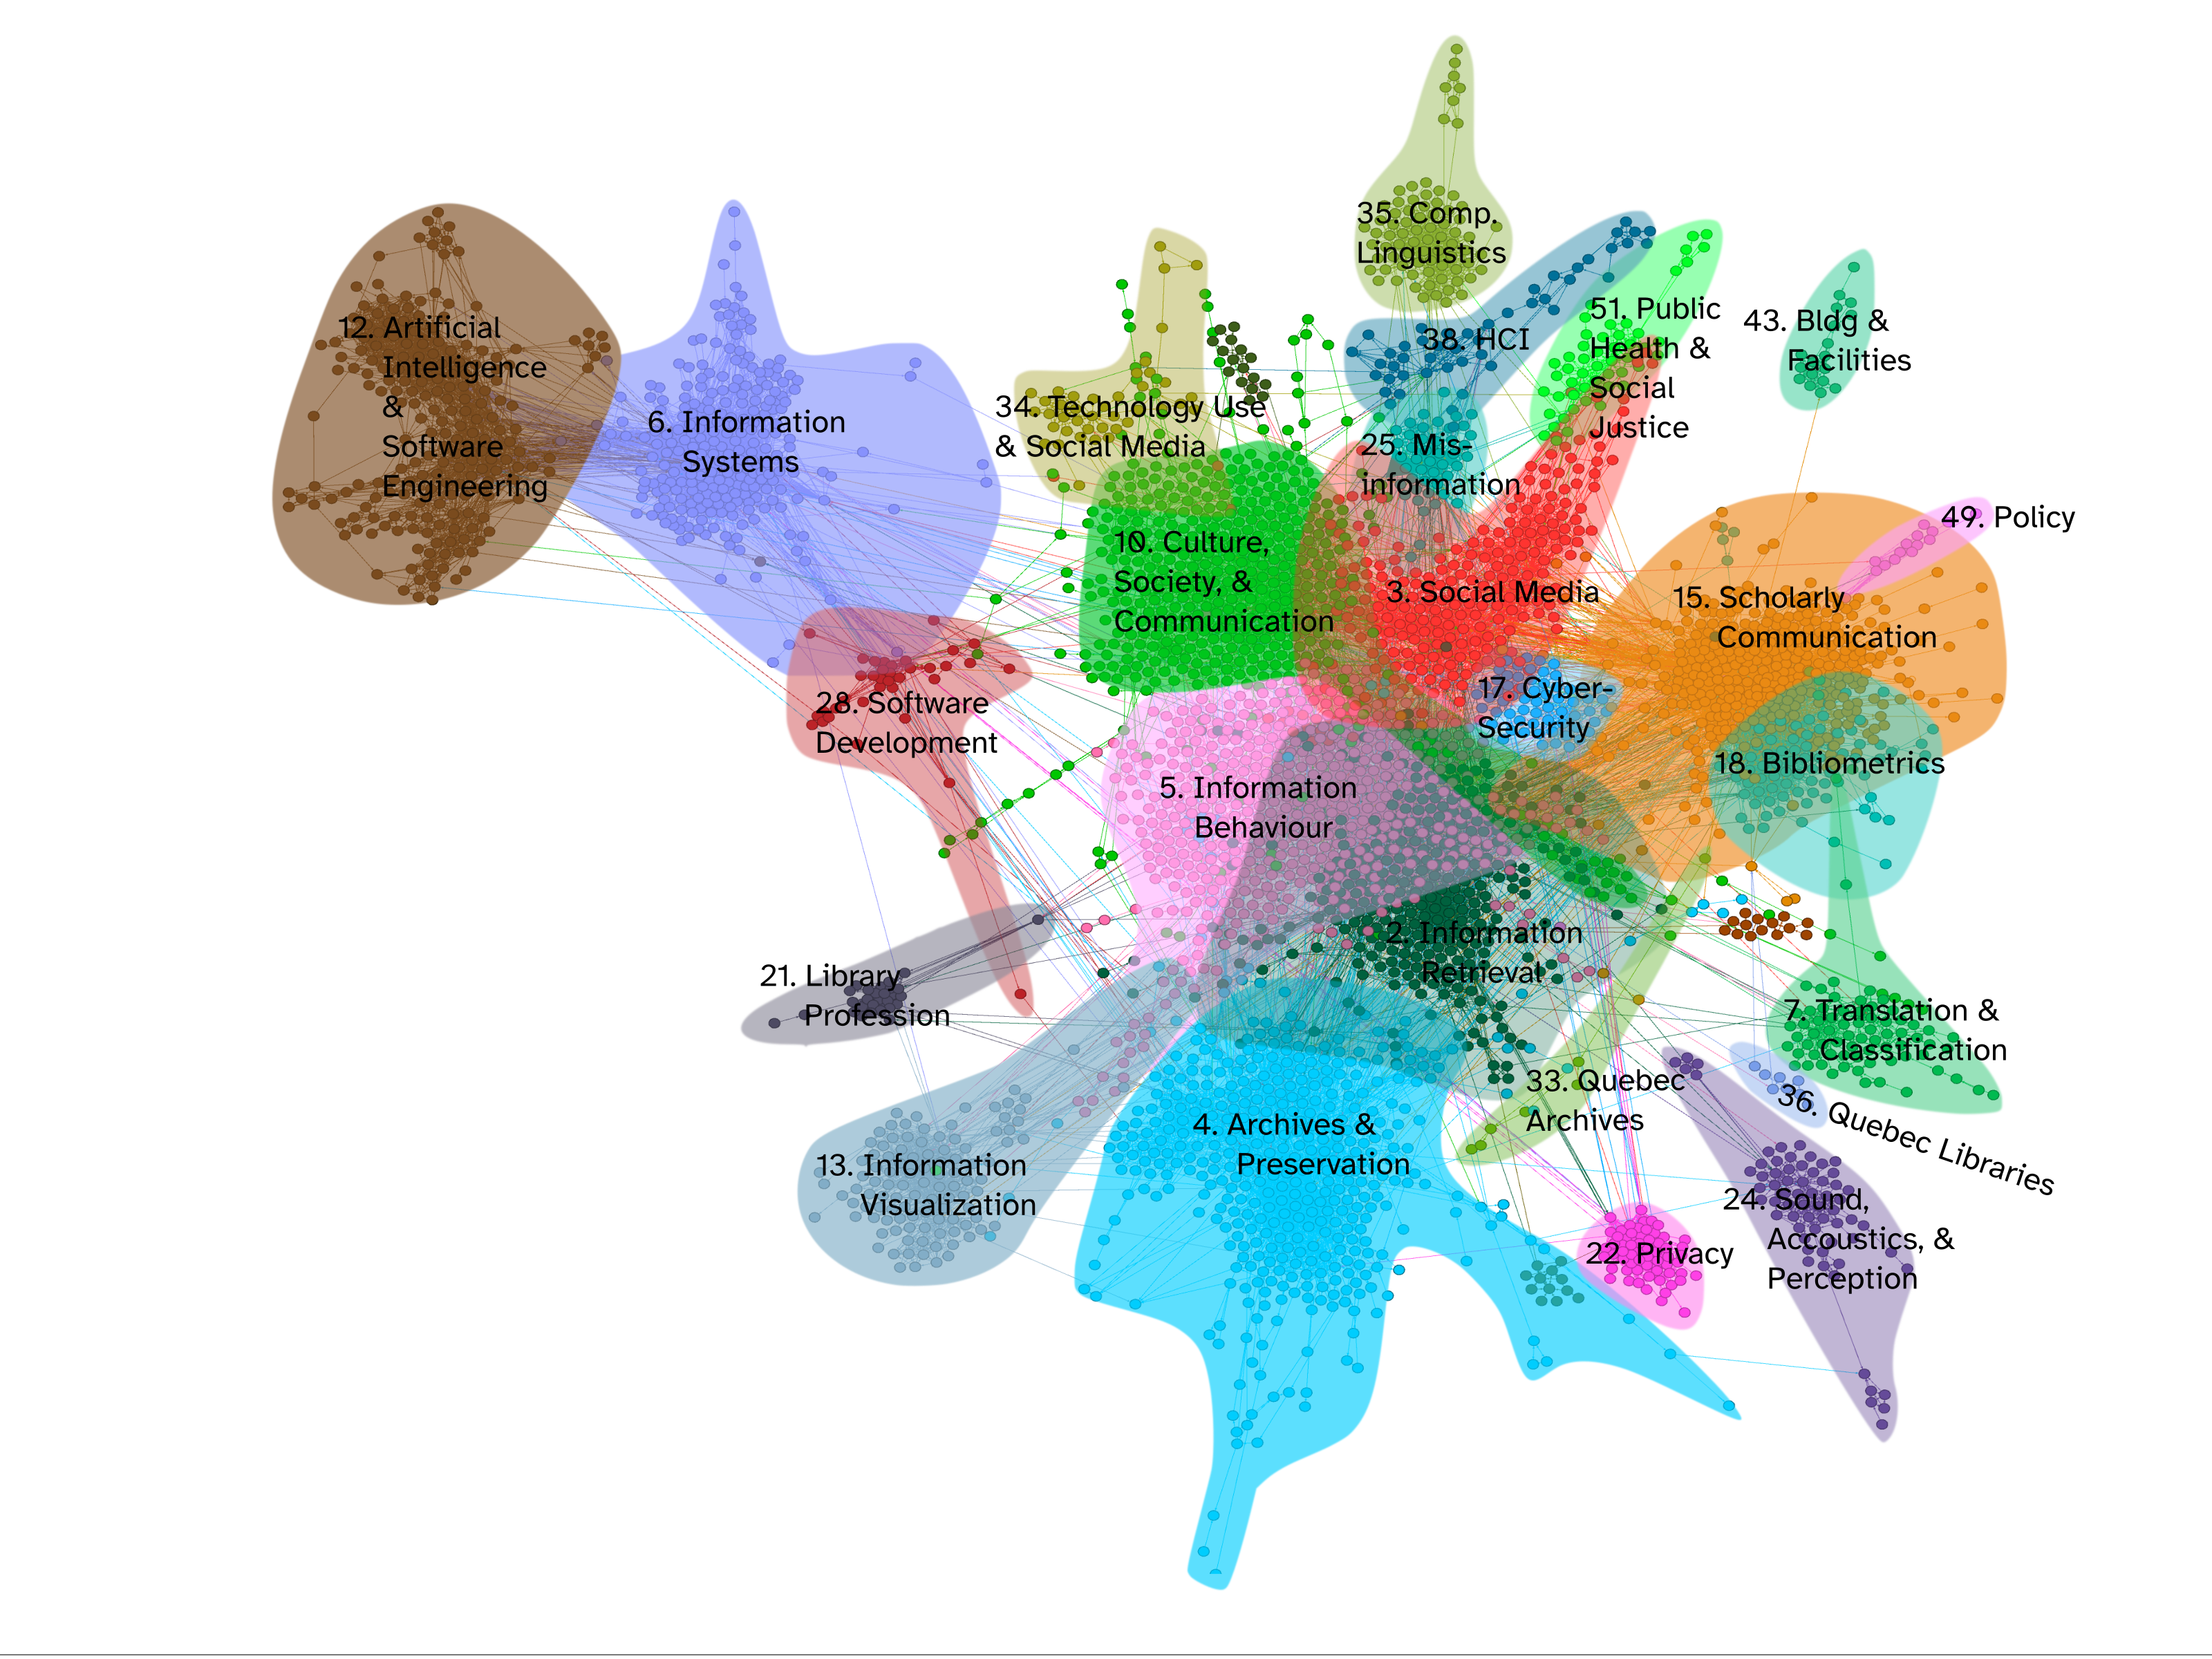 35. Comp.
Linguistics
12. Artificial
Intelligence
&
Software
Engineering
6. Information
Systems
34. Technology Use
& Social Media
38. HCI
51. Public
Health &
Social
Justice
43. Bldg &
Facilities
25. Mis-
information
10. Culture,
Society, &
Communication
3. Social Media
49. Policy
15. Scholarly
Communication
28. Software
Development
17. Cyber-
Security
18. Bibliometrics
5. Information
Behaviour
2. Information
Retrieval
21. Library
Profession
7. Translation &
Classification
33. Quebec
Archives
36. Quebec Libraries
4. Archives &
Preservation
13. Information
Visualization
24. Sound,
Accoustics, &
Perception
22. Privacy